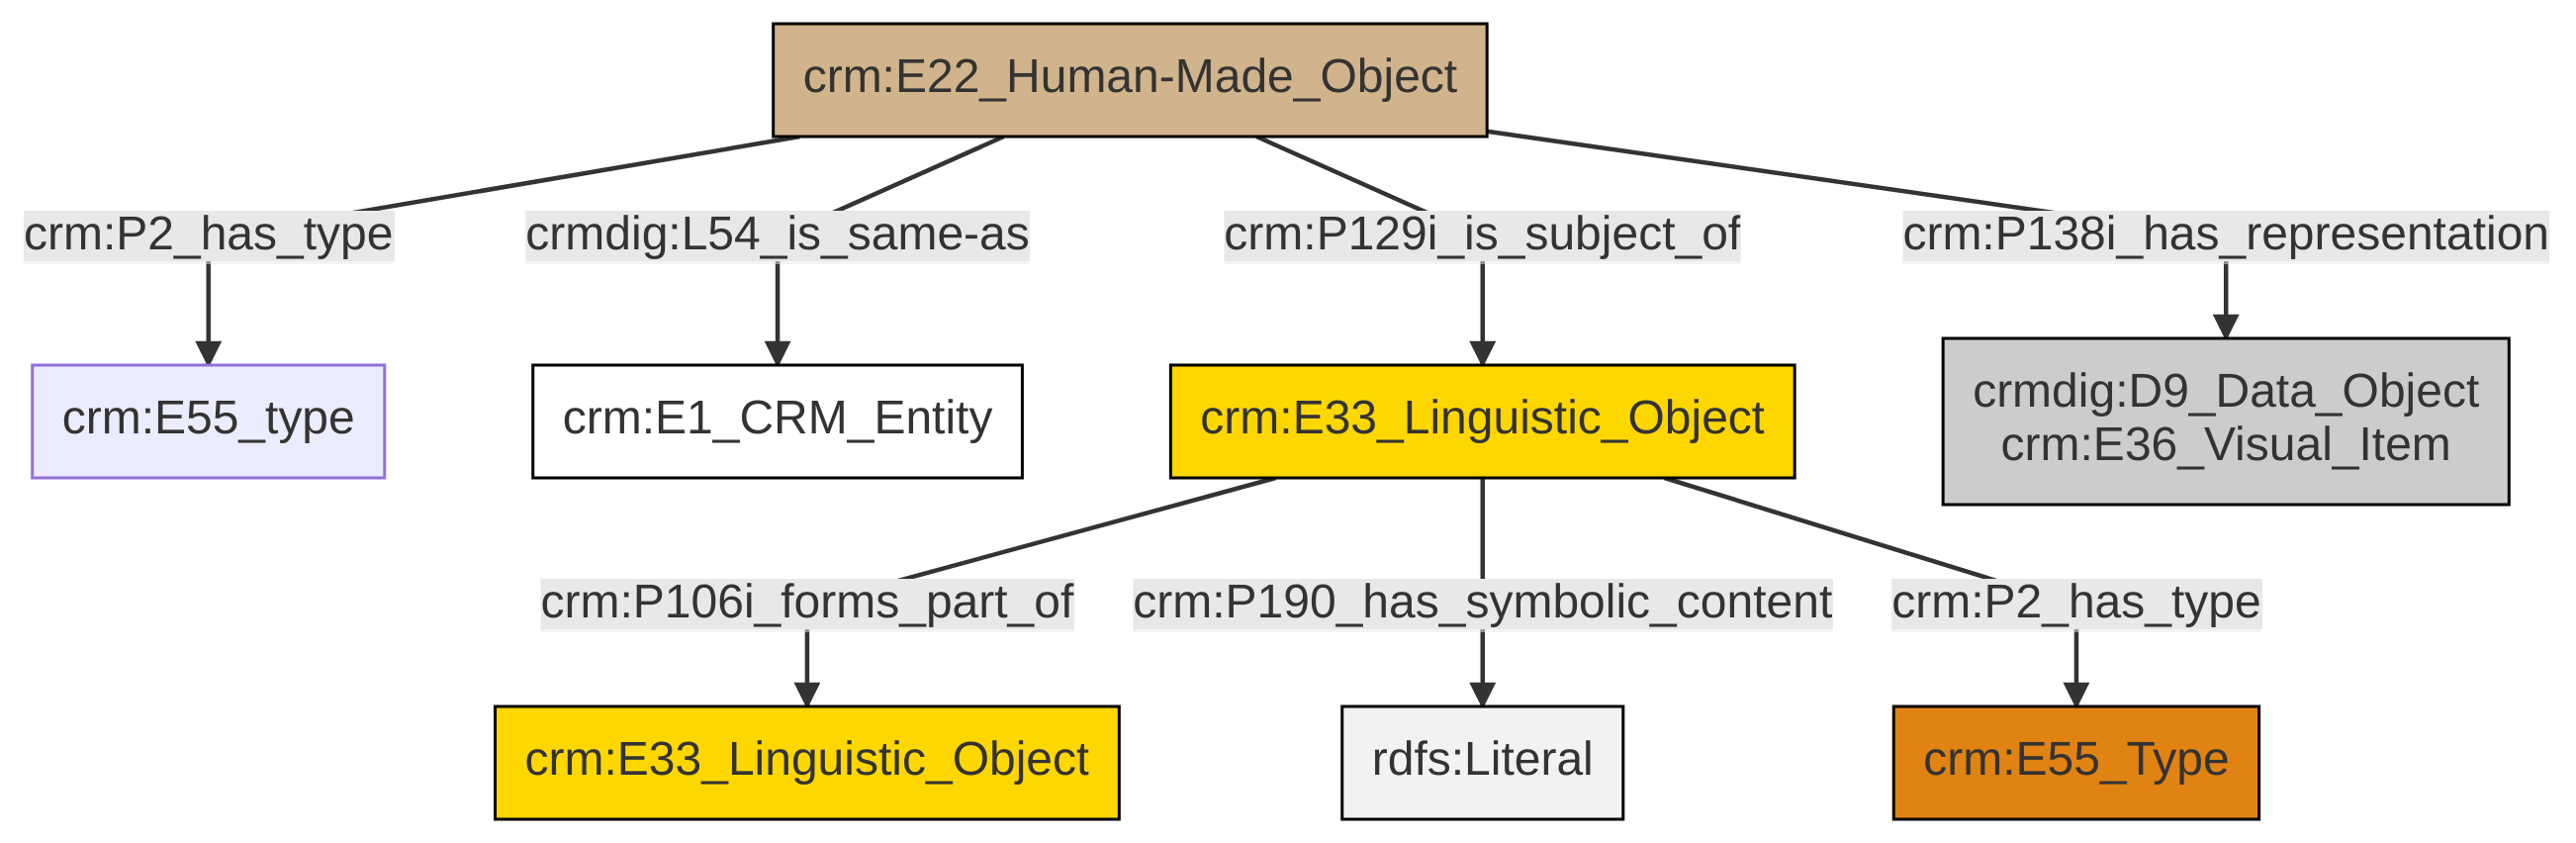 crm:E22_Human-Made_Object
crm:P2_has_type
crmdig:L54_is_same-as
crm:P129i_is_subject_of
crm:P138i_has_representation
crm:E55_type
crm:E1_CRM_Entity
crm:E33_Linguistic_Object
crmdig:D9_Data_Object
crm:E36_Visual_Item
crm:P106i_forms_part_of
crm:P190_has_symbolic_content
crm:P2_has_type
crm:E33_Linguistic_Object
rdfs:Literal
crm:E55_Type